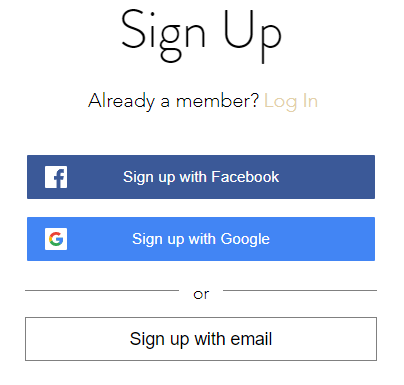 Sign Up
Already a member? Log In
Sign up with Facebook
Sign up with Google
or
Sign up with email